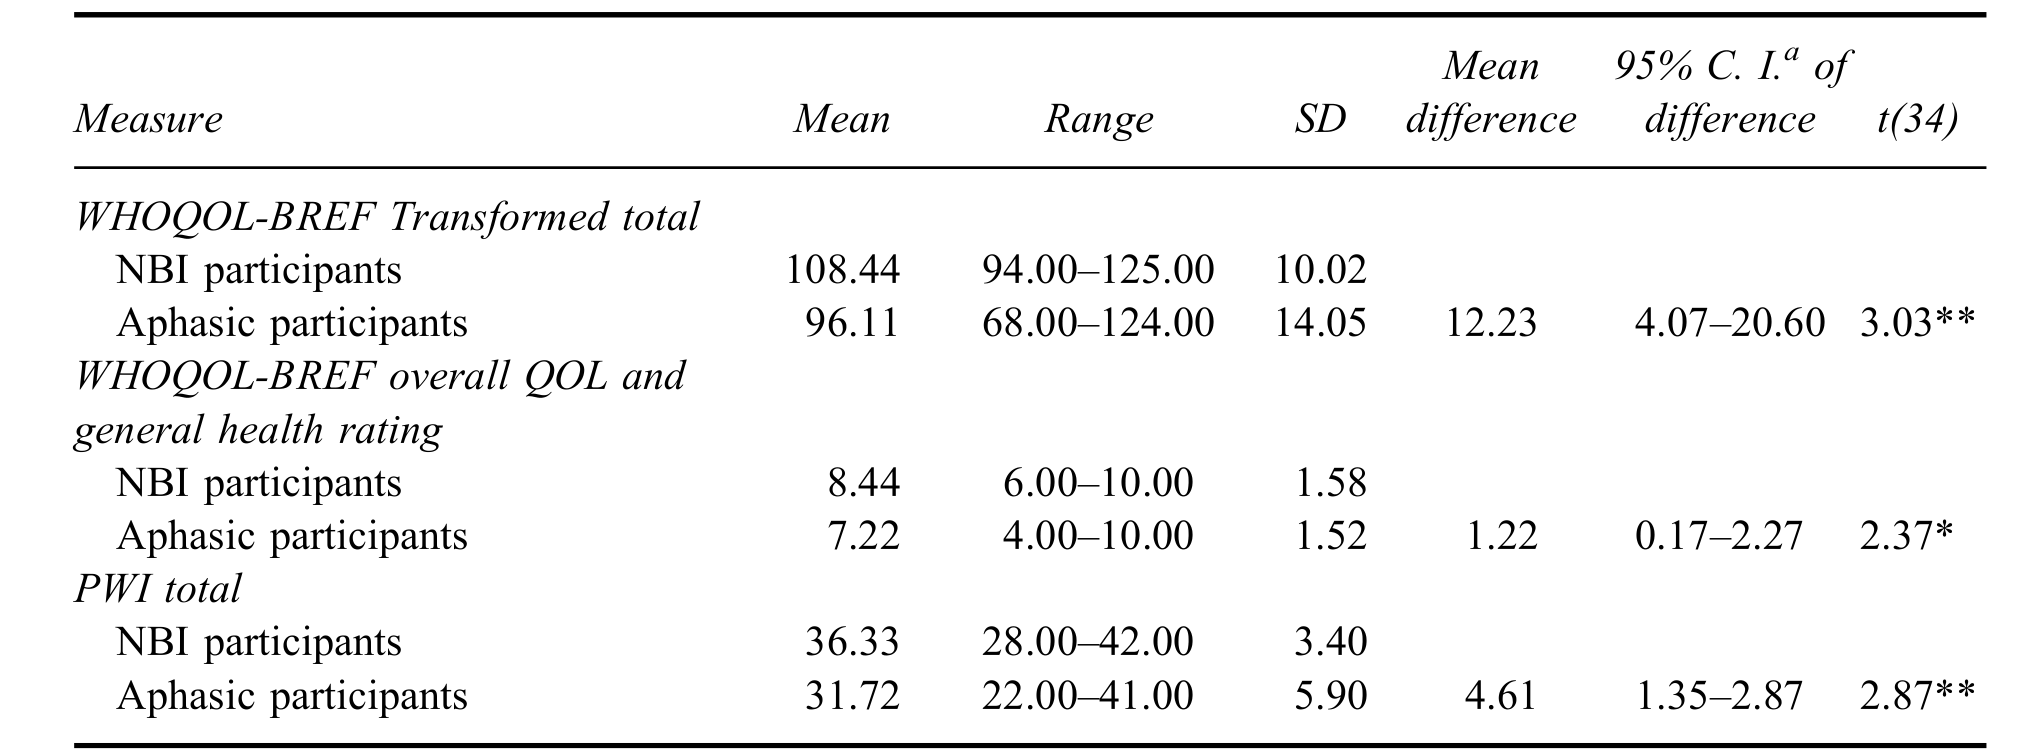 Mean 95% C. I.a of
Measure Mean Range SD difference difference t(34)
WHOQOL-BREF Transformed total
NBI participants 108.44 94.00–125.00 10.02
Aphasic participants 96.11 68.00–124.00 14.05 12.23 4.07–20.60 3.03**
WHOQOL-BREF overall QOL and
general health rating
NBI participants 8.44 6.00–10.00 1.58
Aphasic participants 7.22 4.00–10.00 1.52 1.22 0.17–2.27 2.37*
PWI total
NBI participants 36.33 28.00–42.00 3.40
Aphasic participants 31.72 22.00–41.00 5.90 4.61 1.35–2.87 2.87**